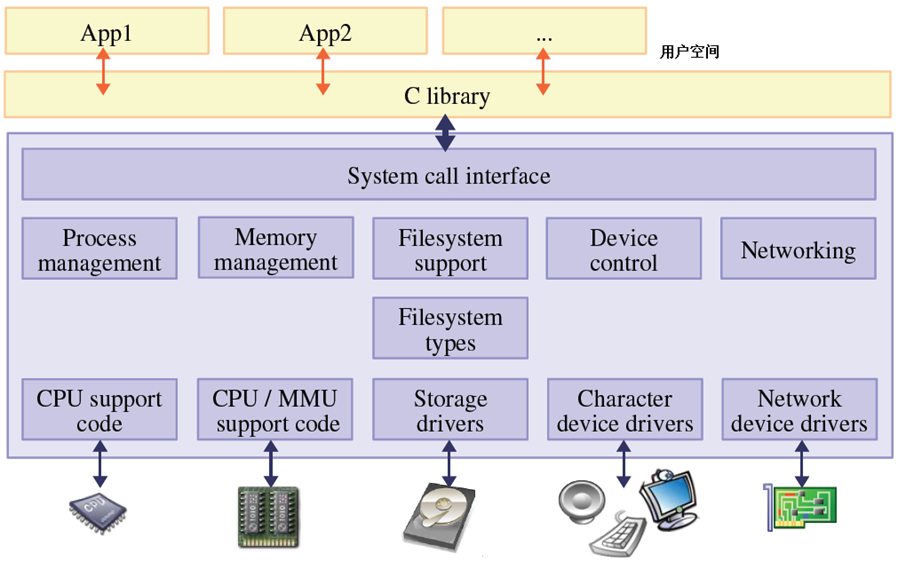 App1
App2
...
用户空间
C library
System call interface
Process
management
Memory
management
Filesystem
support
Device
control
Networking
Filesystem
types
CPU support
code
CPU / MMU
support code
Storage
drivers
Character
device drivers
Network
device drivers
CPU